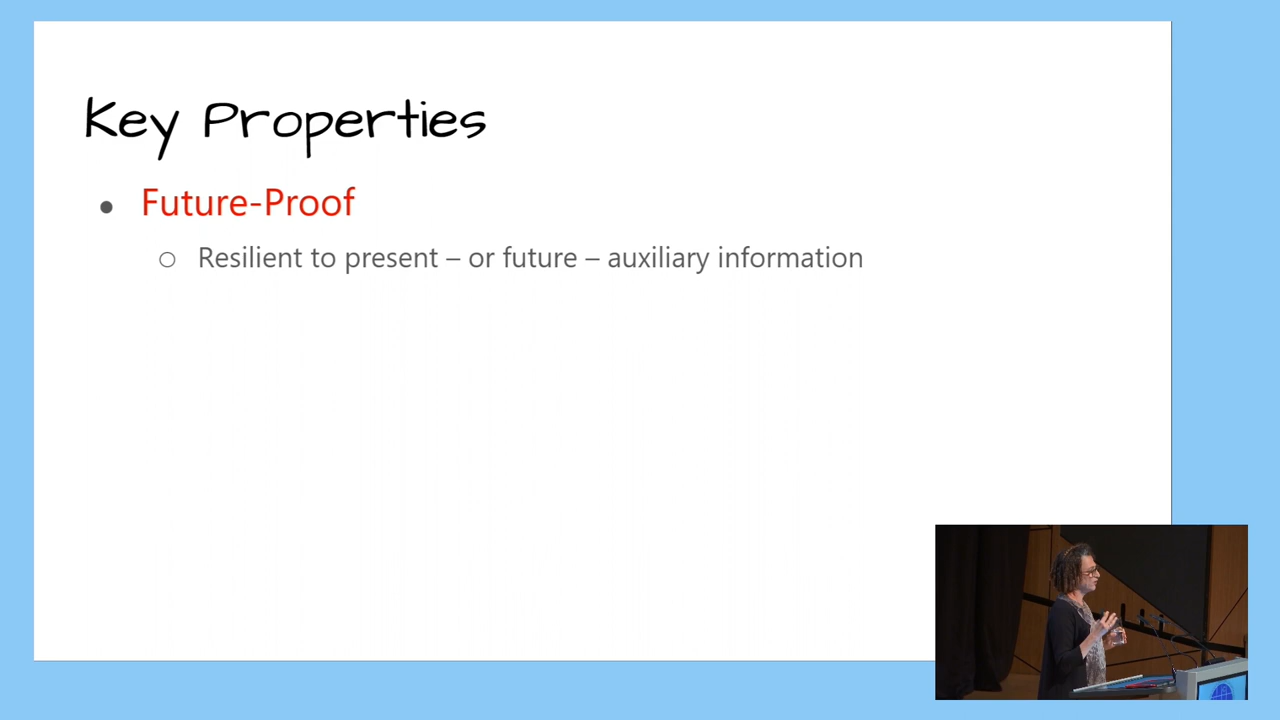 Key Properties
Future-Proof
Resilient to present – or future – auxiliary information